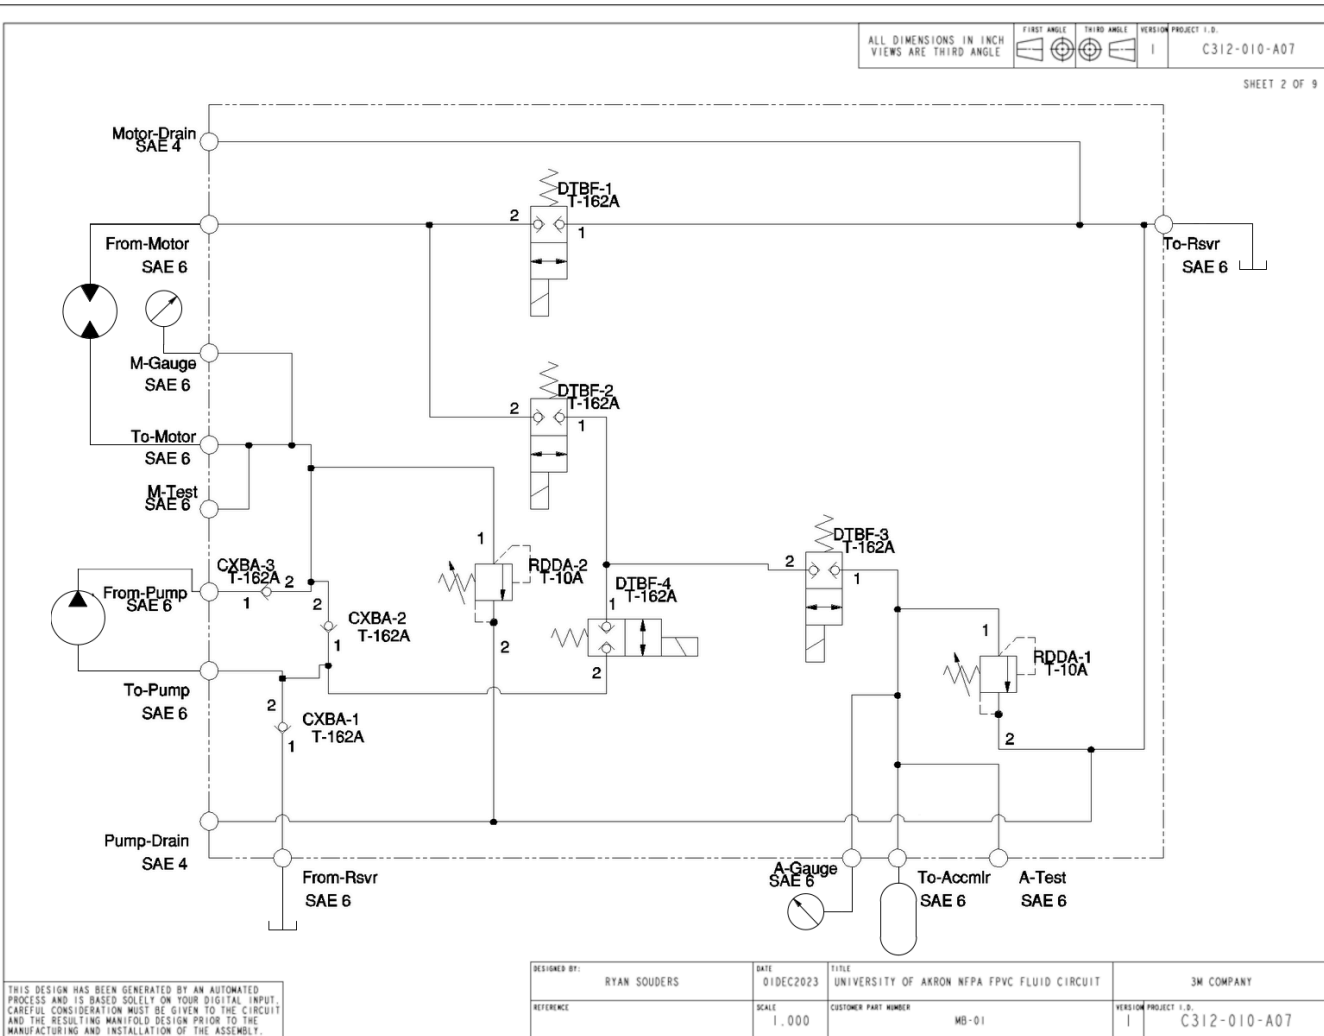 ALL DIMENSIONS IN INCH
VIEWS ARE THIRD ANGLE
FIRST ANGLE
THIRD ANGLE
VERSION
1
PROJECT I.D.
C312-010-A07
SHEET 2 OF 9
Motor-Drain
SAE 4
DTBF-1
T-162A
2
1
From-Motor
SAE 6
To-Rsvr
SAE 6
M-Gauge
SAE 6
DTBF-2
T-162A
2
1
To-Motor
SAE 6
M-Test
SAE 6
1
RDDA-2
T-10A
2
DTBF-3
T-162A
2
1
CXBA-3
T-162A
2
1
From-Pump
SAE 6
DTBF-4
T-162A
1
2
2
CXBA-2
T-162A
1
1
RDDA-1
T-10A
2
To-Pump
SAE 6
2
CXBA-1
T-162A
1
Pump-Drain
SAE 4
From-Rsvr
SAE 6
A-Gauge
SAE 6
To-Accmlr
SAE 6
A-Test
SAE 6
THIS DESIGN HAS BEEN GENERATED BY AN AUTOMATED
PROCESS AND IS BASED SOLELY ON YOUR DIGITAL INPUT.
CAREFUL CONSIDERATION MUST BE GIVEN TO THE CIRCUIT
AND THE RESULTING MANIFOLD DESIGN PRIOR TO THE
MANUFACTURING AND INSTALLATION OF THE ASSEMBLY.
DESIGNED BY:
RYAN SOUDERS
DATE
01DEC2023
TITLE
UNIVERSITY OF AKRON NFPA FPVC FLUID CIRCUIT
3M COMPANY
REFERENCE
SCALE
1.000
CUSTOMER PART NUMBER
MB-01
VERSION
1
PROJECT I.D.
C312-010-A07